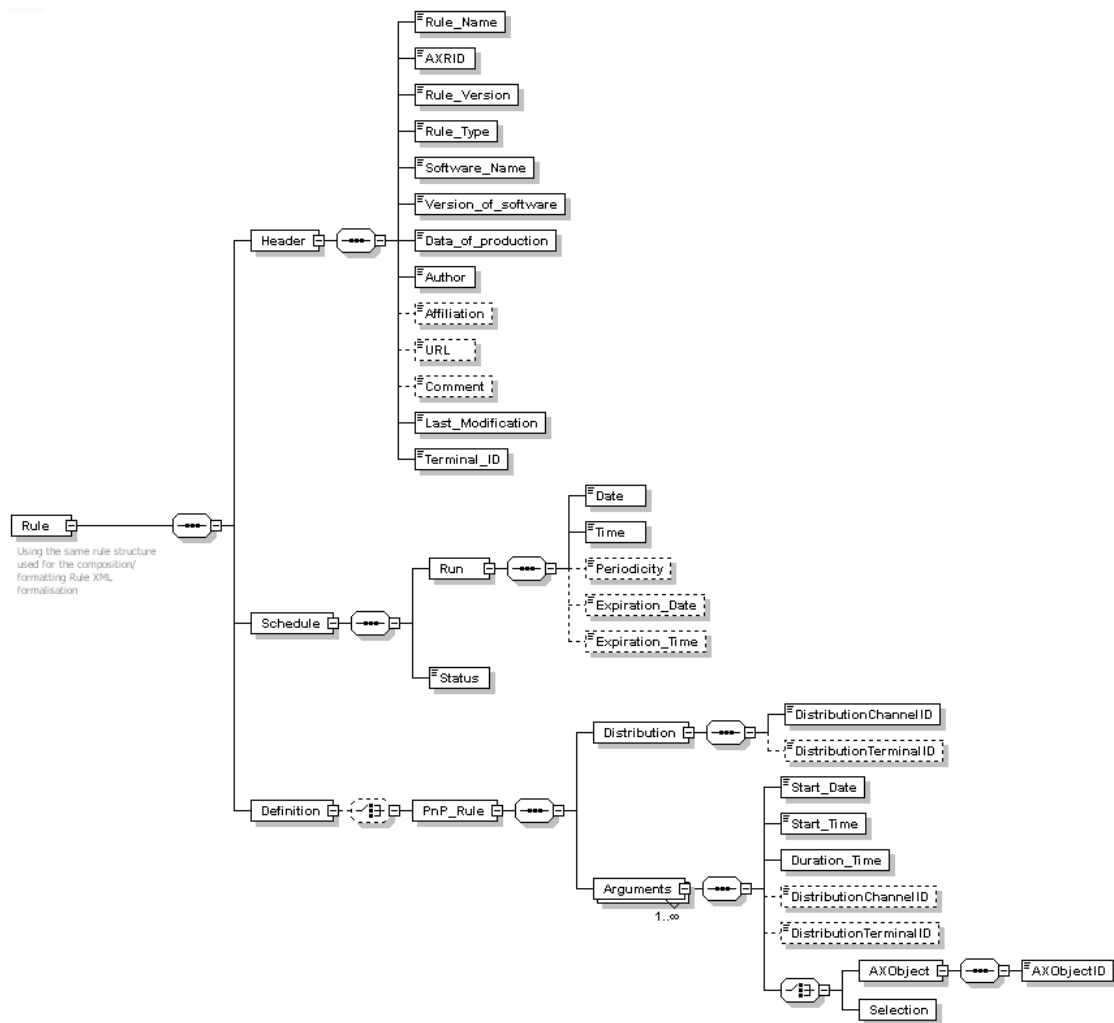 Rule_Name
AXRID
Rule_Version
Rule_Type
Software_Name
Version_of_software
Header
Data_of_production
Author
Affiliation
URL
Comment
Last_Modification
Terminal_ID
Rule
Using the same rule structure
used for the composition/
formatting Rule XML
formalisation
Schedule
Run
Date
Time
Periodicity
Expiration_Date
Expiration_Time
Status
Definition
PnP_Rule
Distribution
DistributionChannelID
DistributionTerminalID
Arguments
1..∞
Start_Date
Start_Time
Duration_Time
DistributionChannelID
DistributionTerminalID
AXObject
AXObjectID
Selection